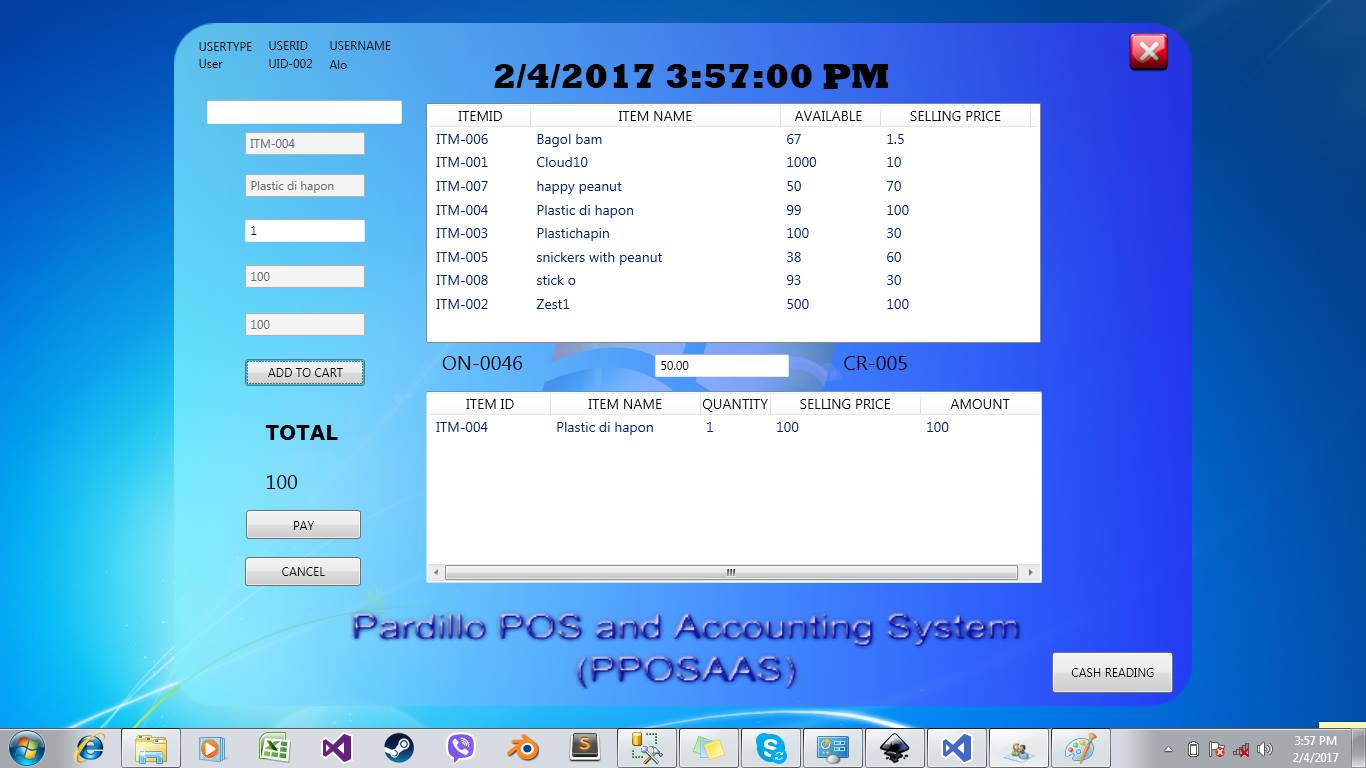 USERTYPE USERID USERNAME
User UID-002 Alo
2/4/2017 3:57:00 PM
ITM-004
Plastic di hapon
1
100
100
ADD TO CART
TOTAL
100
PAY
CANCEL
ITEMID ITEM NAME AVAILABLE SELLING PRICE
ITM-006 Bagol bam 67 1.5
ITM-001 Cloud10 1000 10
ITM-007 happy peanut 50 70
ITM-004 Plastic di hapon 99 100
ITM-003 Plastichapin 100 30
ITM-005 snickers with peanut 38 60
ITM-008 stick o 93 30
ITM-002 Zest1 500 100
ON-0046 50.00 CR-005
ITEM ID ITEM NAME QUANTITY SELLING PRICE AMOUNT
ITM-004 Plastic di hapon 1 100 100
Pardillo POS and Accounting System
(PPOSAAS)
CASH READING
3:57 PM
2/4/2017